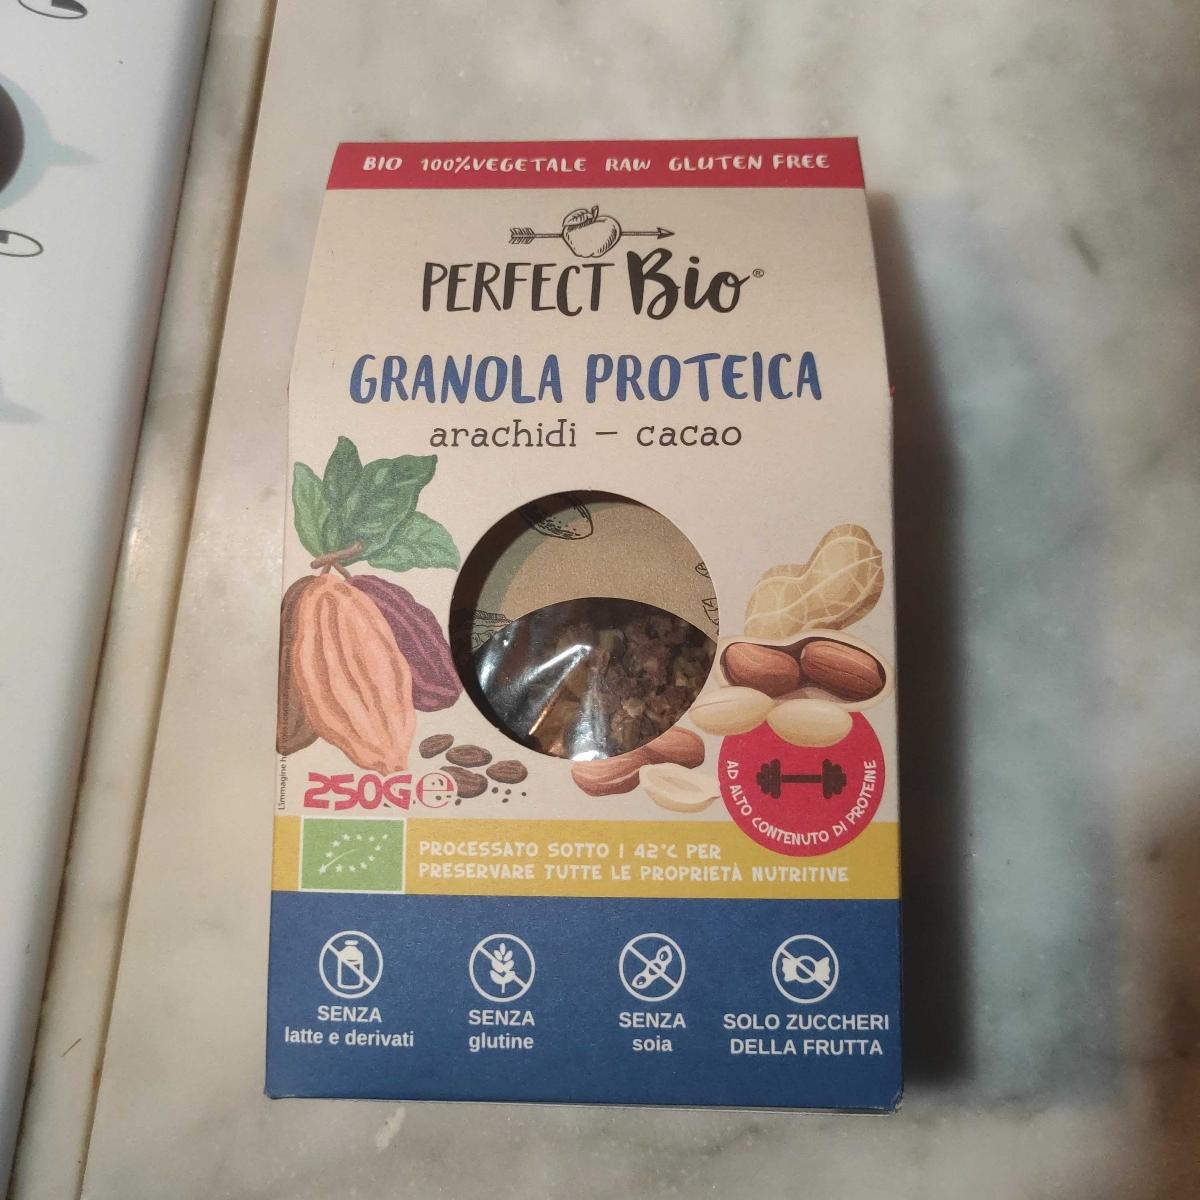 BIO 100%VEGETALE RAW GLUTEN FREE
PERFECT Bio®
GRANOLA PROTEICA
arachidi - cacao
L'immagine
250G e
AD ALTO CONTENUTO DI PROTEINE
PROCESSATO SOTTO I 42°C PER
PRESERVARE TUTTE LE PROPRIETÀ NUTRITIVE
SENZA
latte e derivati
SENZA
glutine
SENZA
soia
SOLO ZUCCHERI
DELLA FRUTTA